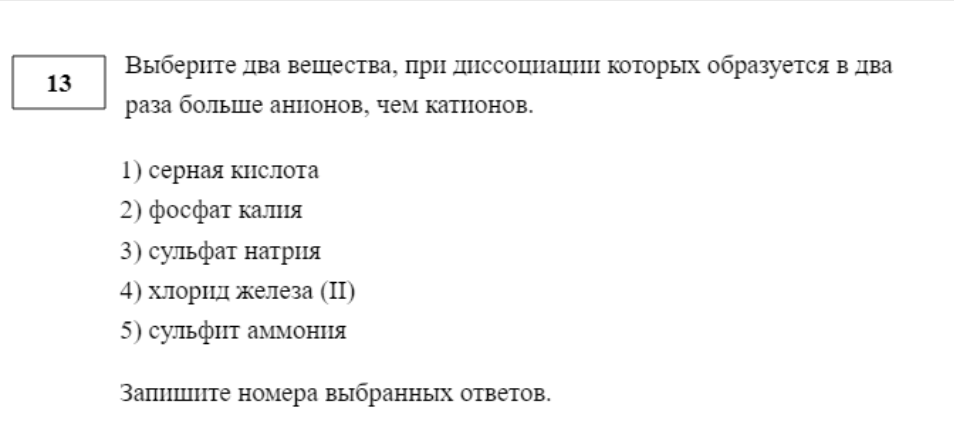 13
Выберите два вещества, при диссоциации которых образуется в два
раза больше анионов, чем катионов.
1) серная кислота
2) фосфат калия
3) сульфат натрия
4) хлорид железа (II)
5) сульфит аммония
Запишите номера выбранных ответов.